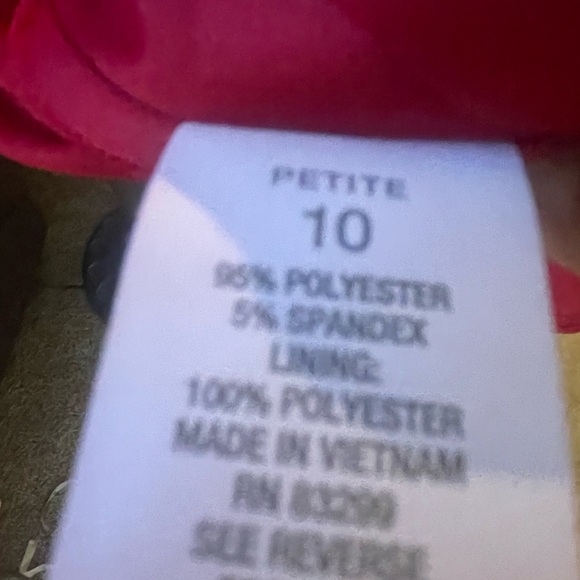 PETITE
10
95% POLYESTER
5% SPANDEX
LINING:
100% POLYESTER
MADE IN VIETNAM
RN
SEE REVERSE